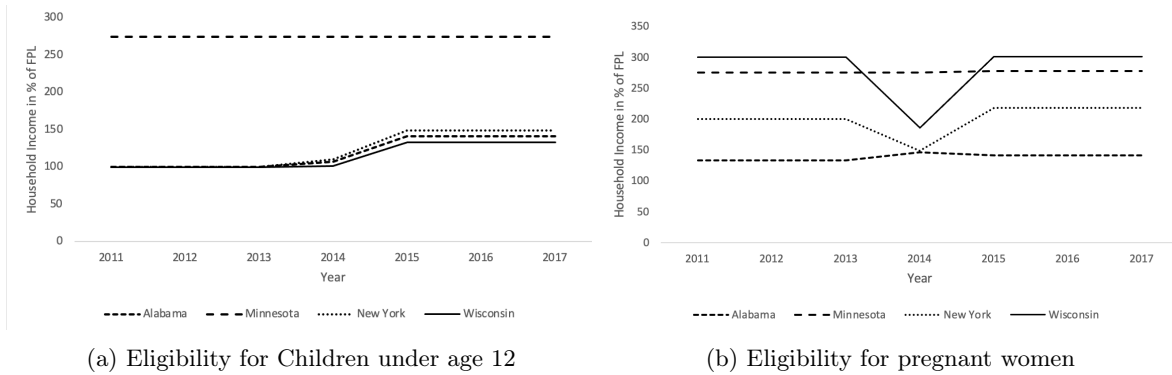 300
250
200
150
100
50
0
Household Income in % of FPL
2011 2012 2013 2014 2015 2016 2017
Year
Alabama Minnesota New York Wisconsin
(a) Eligibility for Children under age 12
350
300
250
200
150
100
50
0
Household Income in % of FPL
2011 2012 2013 2014 2015 2016 2017
Year
Alabama Minnesota New York Wisconsin
(b) Eligibility for pregnant women